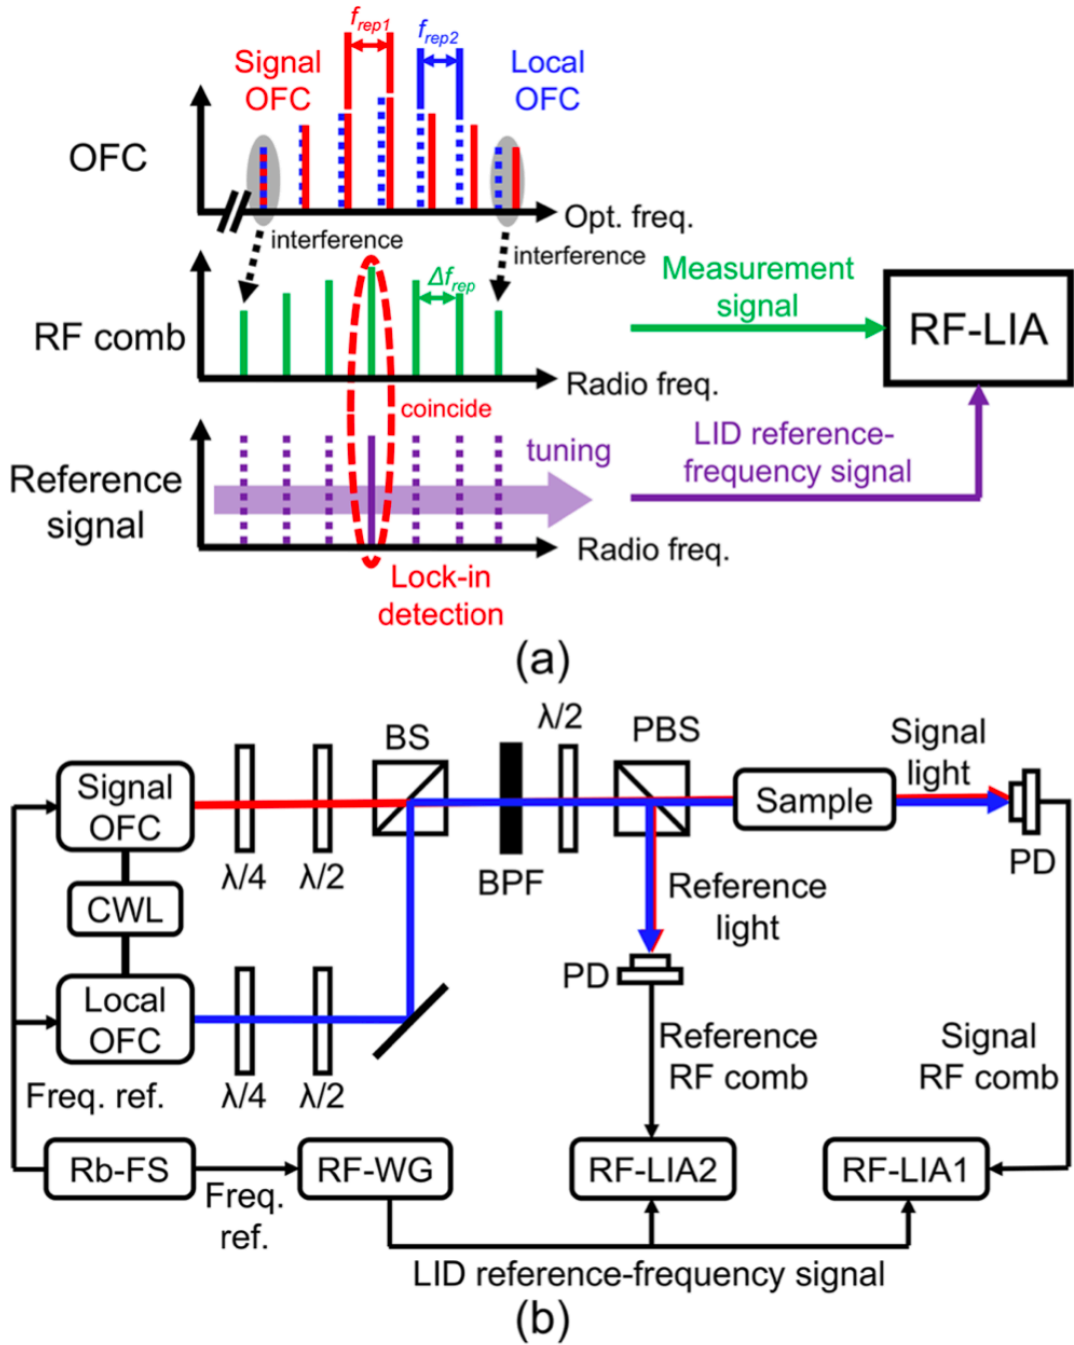 f_rep1
f_rep2
Signal
OFC
Local
OFC
OFC
Opt. freq.
interference
interference
Δf_rep
RF comb
Radio freq.
coincide
Measurement
signal
RF-LIA
LID reference-
frequency signal
tuning
Reference
signal
Radio freq.
Lock-in
detection
(a)
λ/2
BS
PBS
Signal
light
Signal
OFC
Sample
λ/4
λ/2
BPF
PD
CWL
Reference
light
Local
OFC
PD
λ/4
λ/2
Reference
RF comb
Signal
RF comb
Freq. ref.
Rb-FS
RF-WG
RF-LIA2
RF-LIA1
Freq.
ref.
LID reference-frequency signal
(b)